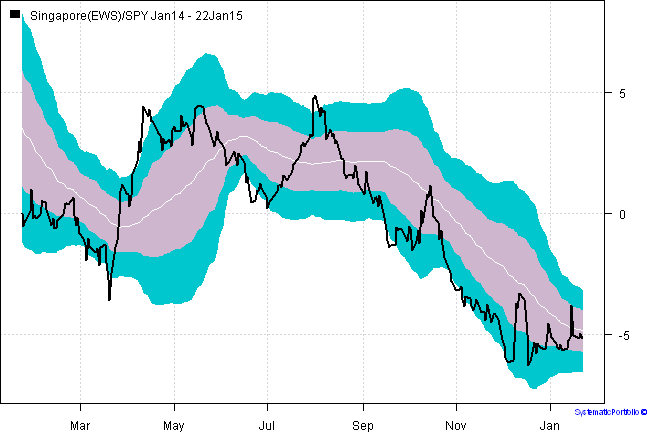 Singapore(EWS)/SPY Jan14 - 22Jan15
5
0
-5
Mar May Jul Sep Nov Jan
SystematicPortfolio ©